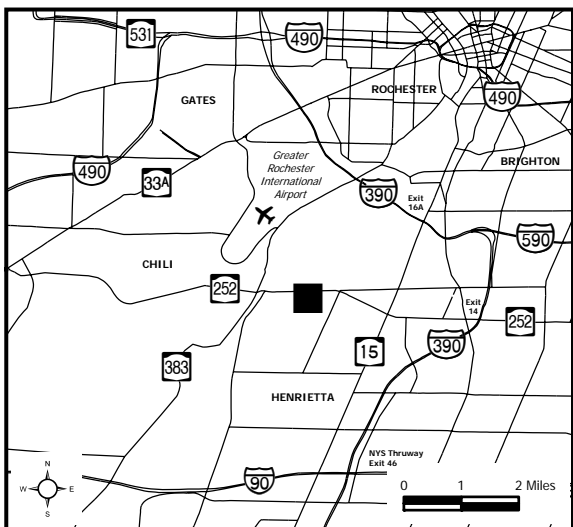 531
490
ROCHESTER
GATES
490
BRIGHTON
Greater
Rochester
International
Airport
490
33A
390
Exit
16A
590
CHILI
252
Exit
14
252
15
390
383
HENRIETTA
NYS Thruway
Exit 46
90
N
W
E
S
0 1 2 Miles